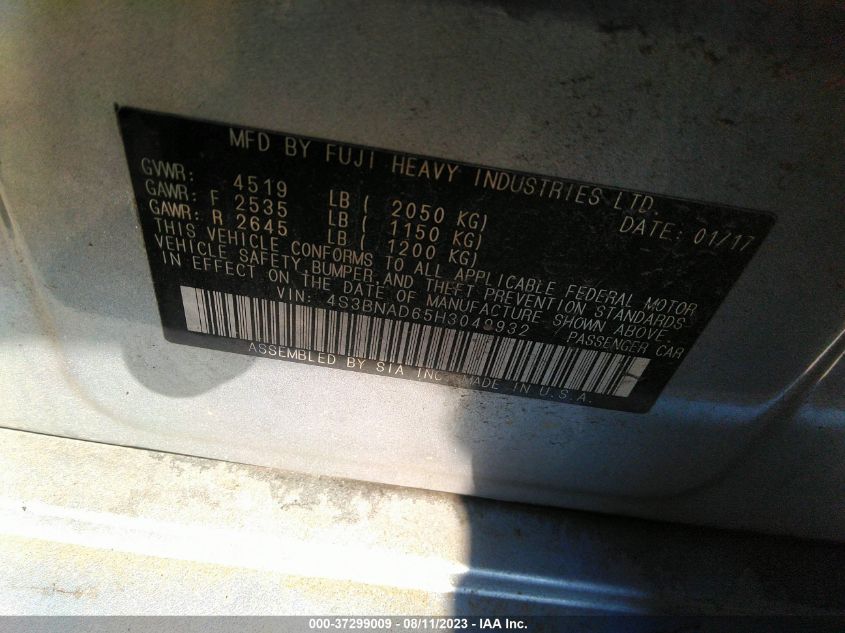 MFD BY FUJI HEAVY INDUSTRIES LTD.
GVWR: 4519 LB ( 2050 KG) DATE: 01/17
GAWR: F 2535 LB ( 1150 KG)
GAWR: R 2645 LB ( 1200 KG)
THIS VEHICLE CONFORMS TO ALL APPLICABLE FEDERAL MOTOR
VEHICLE SAFETY, BUMPER, AND THEFT PREVENTION STANDARDS
IN EFFECT ON THE DATE OF MANUFACTURE SHOWN ABOVE.
VIN: 4S3BNAD65H3049932 PASSENGER CAR
ASSEMBLED BY SIA INC. MADE IN U.S.A.
000-37299009 - 08/11/2023 - IAA Inc.